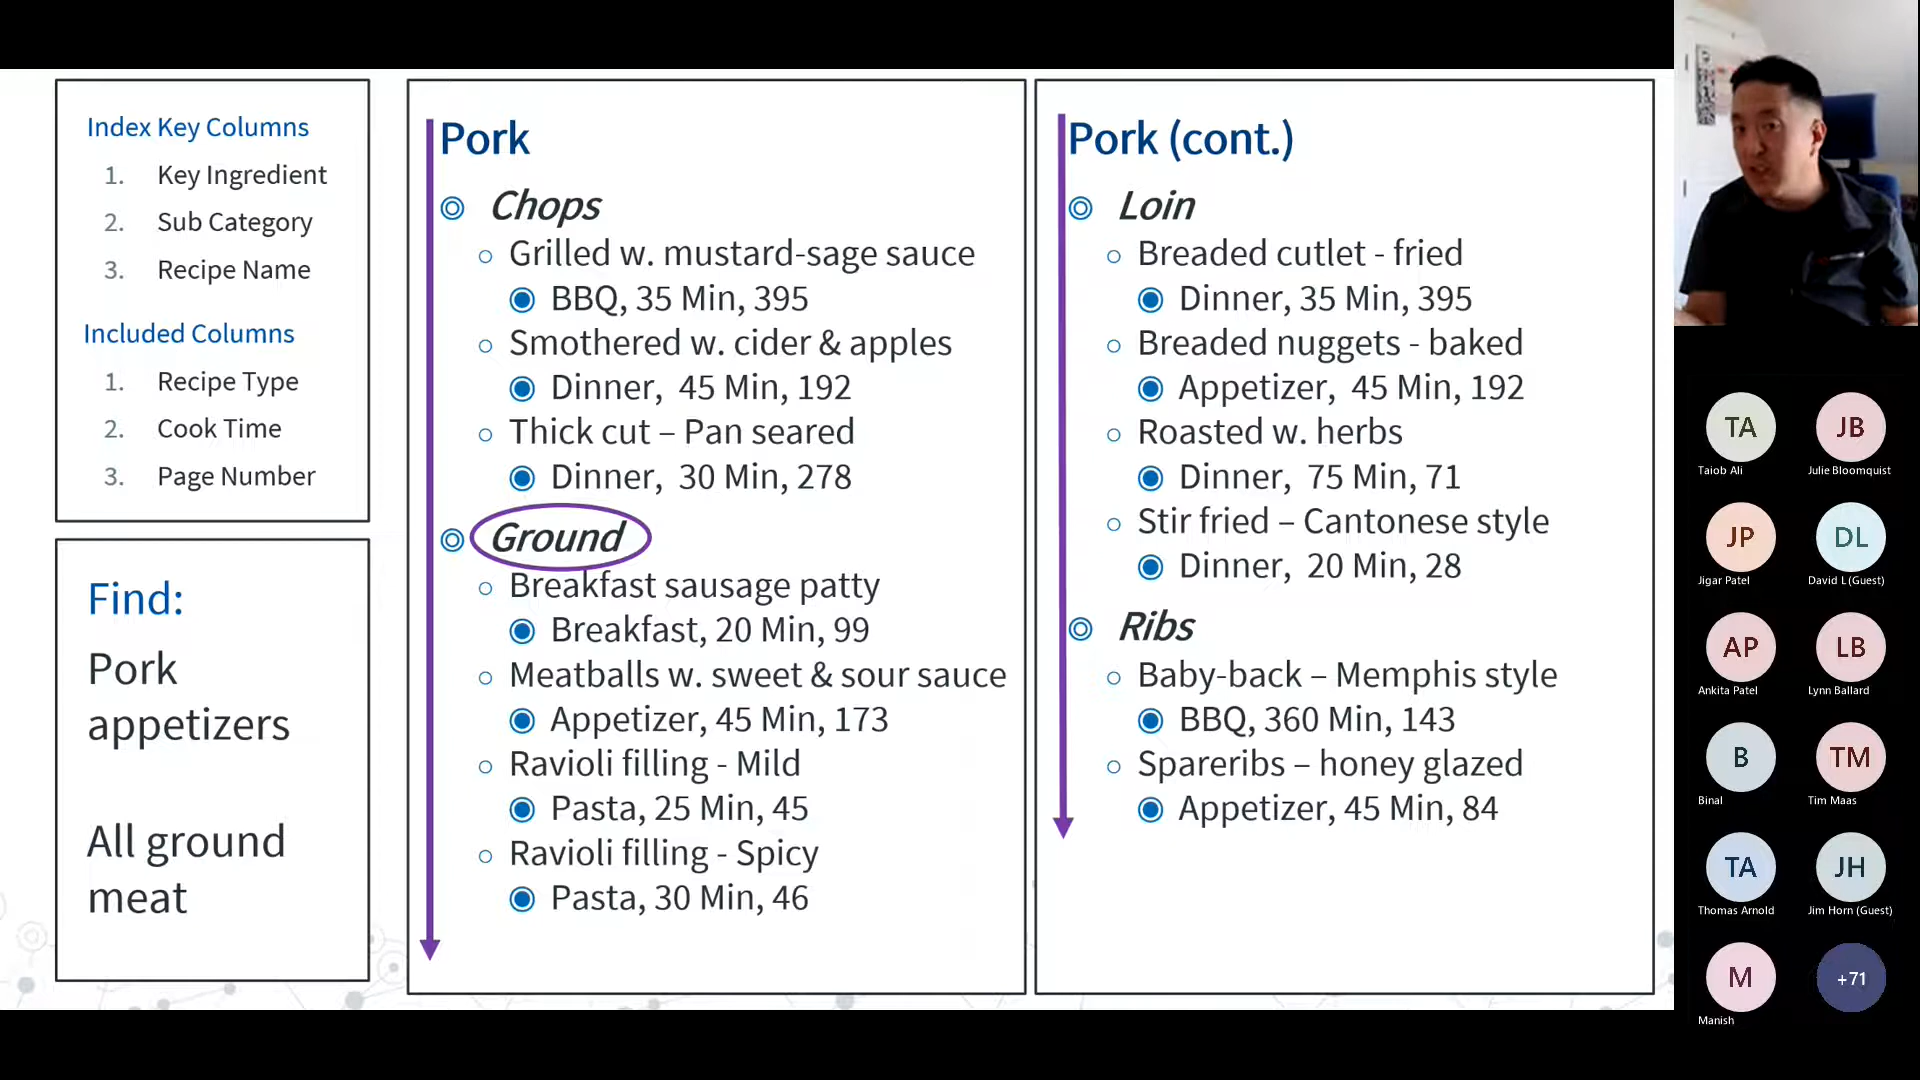 Index Key Columns
1. Key Ingredient
2. Sub Category
3. Recipe Name
Included Columns
1. Recipe Type
2. Cook Time
3. Page Number
Find:
Pork
appetizers
All ground
meat
Pork
Chops
Grilled w. mustard-sage sauce
BBQ, 35 Min, 395
Smothered w. cider & apples
Dinner, 45 Min, 192
Thick cut – Pan seared
Dinner, 30 Min, 278
Ground
Breakfast sausage patty
Breakfast, 20 Min, 99
Meatballs w. sweet & sour sauce
Appetizer, 45 Min, 173
Ravioli filling - Mild
Pasta, 25 Min, 45
Ravioli filling - Spicy
Pasta, 30 Min, 46
Pork (cont.)
Loin
Breaded cutlet - fried
Dinner, 35 Min, 395
Breaded nuggets - baked
Appetizer, 45 Min, 192
Roasted w. herbs
Dinner, 75 Min, 71
Stir fried – Cantonese style
Dinner, 20 Min, 28
Ribs
Baby-back – Memphis style
BBQ, 360 Min, 143
Spareribs – honey glazed
Appetizer, 45 Min, 84
TA JB
Taiob Ali Julie Bloomquist
JP DL
Jigar Patel David L (Guest)
AP LB
Ankita Patel Lynn Ballard
B TM
Binal Tim Maas
TA JH
Thomas Arnold Jim Horn (Guest)
M +71
Manish